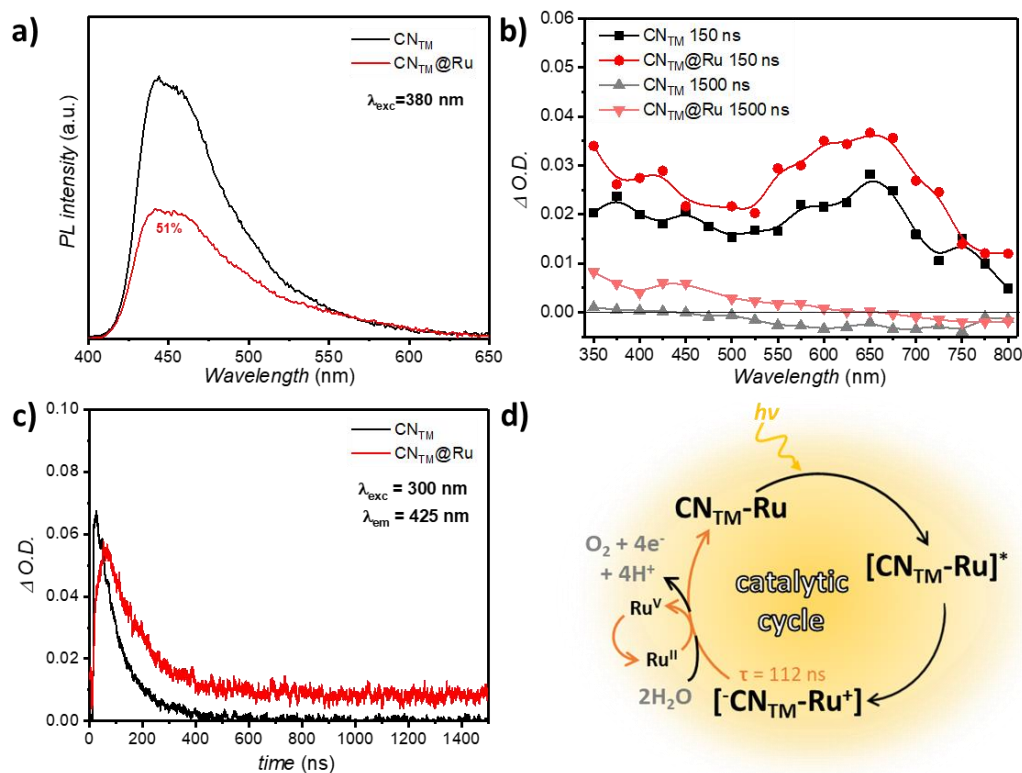 a)
CN_TM
CN_TM@Ru
λ_exc=380 nm
51%
PL intensity (a.u.)
400 450 500 550 600 650
Wavelength (nm)
b)
CN_TM 150 ns
CN_TM@Ru 150 ns
CN_TM 1500 ns
CN_TM@Ru 1500 ns
0.06
0.05
0.04
0.03
0.02
0.01
0.00
Δ O.D.
350 400 450 500 550 600 650 700 750 800
Wavelength (nm)
c)
CN_TM
CN_TM@Ru
λ_exc = 300 nm
λ_em = 425 nm
0.10
0.08
0.06
0.04
0.02
0.00
Δ O.D.
0 200 400 600 800 1000 1200 1400
time (ns)
d)
hν
CN_TM-Ru
[CN_TM-Ru]*
O₂ + 4e⁻
+ 4H⁺
catalytic
cycle
Ru^V
Ru^II
τ = 112 ns
2H₂O
[⁻CN_TM-Ru⁺]